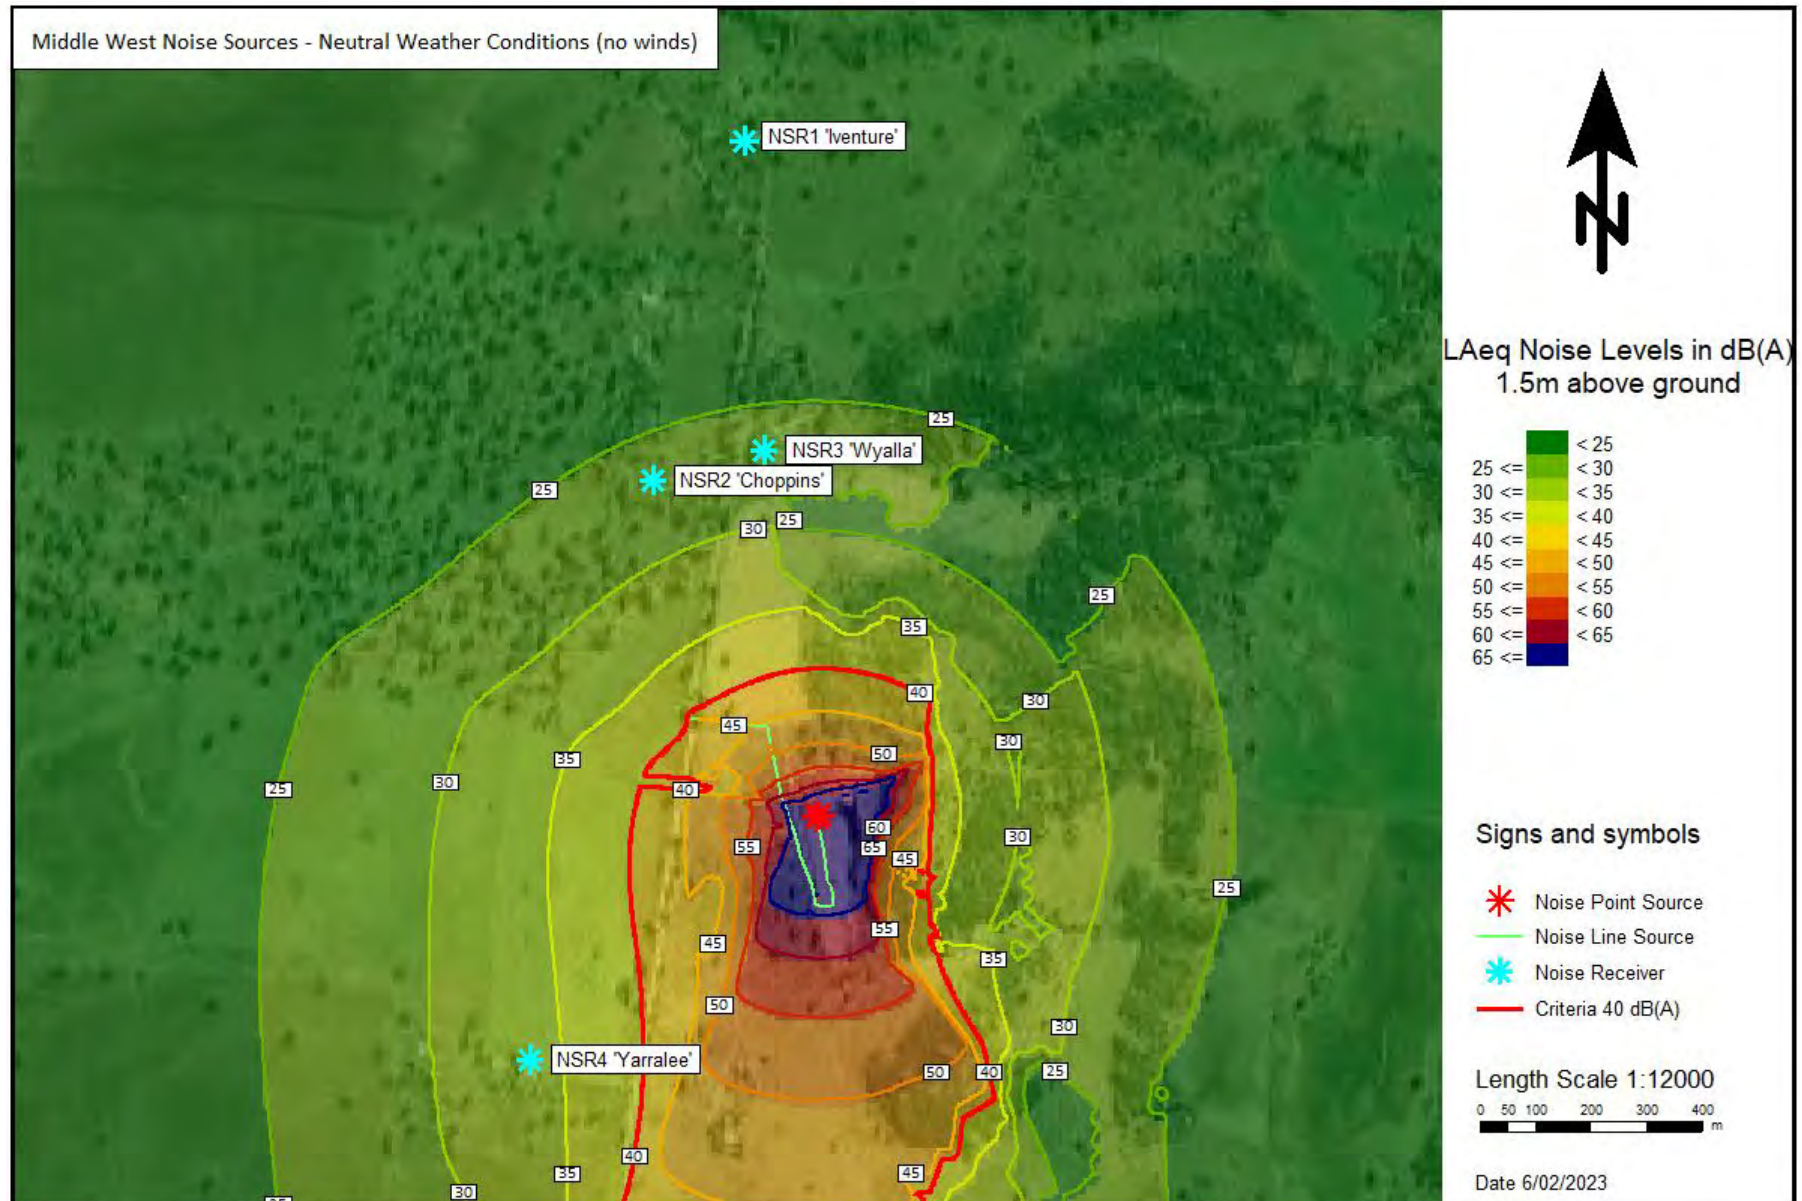 Middle West Noise Sources - Neutral Weather Conditions (no winds)
NSR1 'Iventure'
N
LAeq Noise Levels in dB(A)
1.5m above ground
25
NSR3 'Wyalla'
NSR2 'Choppins'
< 25
25 <= < 30
30 <= < 35
35 <= < 40
40 <= < 45
45 <= < 50
50 <= < 55
55 <= < 60
60 <= < 65
65 <=
25
30
25
25
35
40
30
45
30
50
35
30
25
40
60
30
55
65
45
25
55
45
35
50
30
NSR4 'Yarralee'
50
40
25
40
35
45
30
25
Signs and symbols
Noise Point Source
Noise Line Source
Noise Receiver
Criteria 40 dB(A)
Length Scale 1:12000
0 50 100 200 300 400
m
Date 6/02/2023